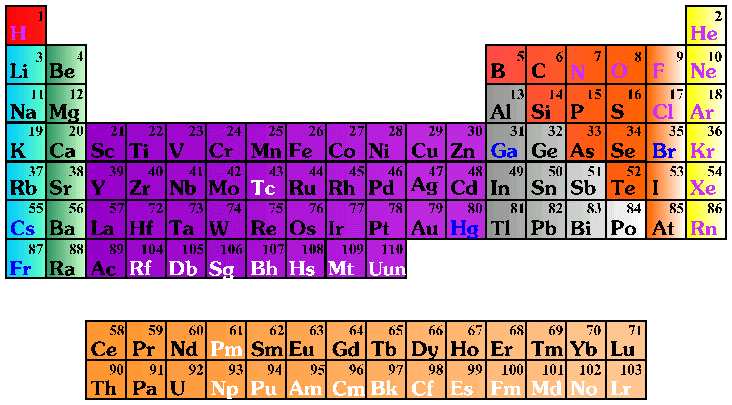 1 2
H He
3 4 5 6 7 8 9 10
Li Be B C N O F Ne
11 12 13 14 15 16 17 18
Na Mg Al Si P S Cl Ar
19 20 21 22 23 24 25 26 27 28 29 30 31 32 33 34 35 36
K Ca Sc Ti V Cr Mn Fe Co Ni Cu Zn Ga Ge As Se Br Kr
37 38 39 40 41 42 43 44 45 46 47 48 49 50 51 52 53 54
Rb Sr Y Zr Nb Mo Tc Ru Rh Pd Ag Cd In Sn Sb Te I Xe
55 56 57 72 73 74 75 76 77 78 79 80 81 82 83 84 85 86
Cs Ba La Hf Ta W Re Os Ir Pt Au Hg Tl Pb Bi Po At Rn
87 88 89 104 105 106 107 108 109 110
Fr Ra Ac Rf Db Sg Bh Hs Mt Uun
58 59 60 61 62 63 64 65 66 67 68 69 70 71
Ce Pr Nd Pm Sm Eu Gd Tb Dy Ho Er Tm Yb Lu
90 91 92 93 94 95 96 97 98 99 100 101 102 103
Th Pa U Np Pu Am Cm Bk Cf Es Fm Md No Lr